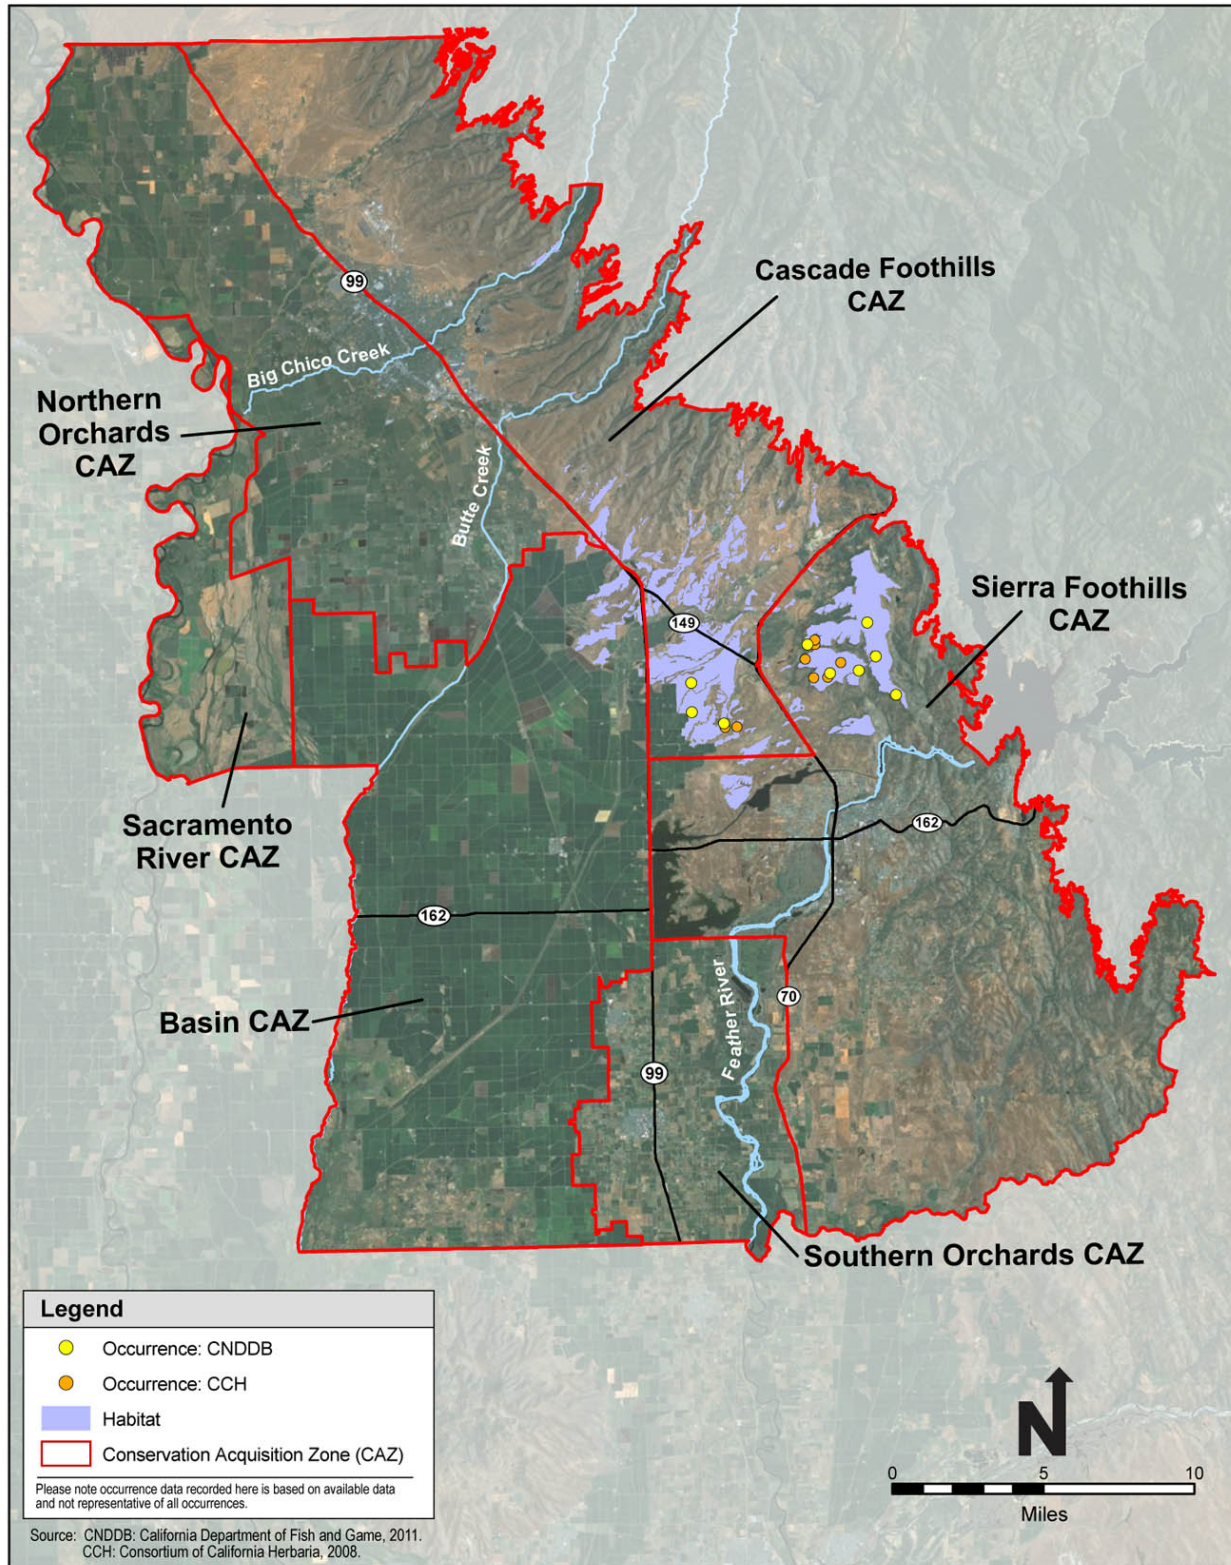 99
Cascade Foothills
CAZ
Big Chico Creek
Northern
Orchards
CAZ
Butte Creek
149
Sierra Foothills
CAZ
Sacramento
River CAZ
162
162
Basin CAZ
Feather River
70
99
Southern Orchards CAZ
Legend
Occurrence: CNDDB
Occurrence: CCH
Habitat
Conservation Acquisition Zone (CAZ)
Please note occurrence data recorded here is based on available data
and not representative of all occurrences.
Source: CNDDB: California Department of Fish and Game, 2011.
CCH: Consortium of California Herbaria, 2008.
N
0 5 10
Miles